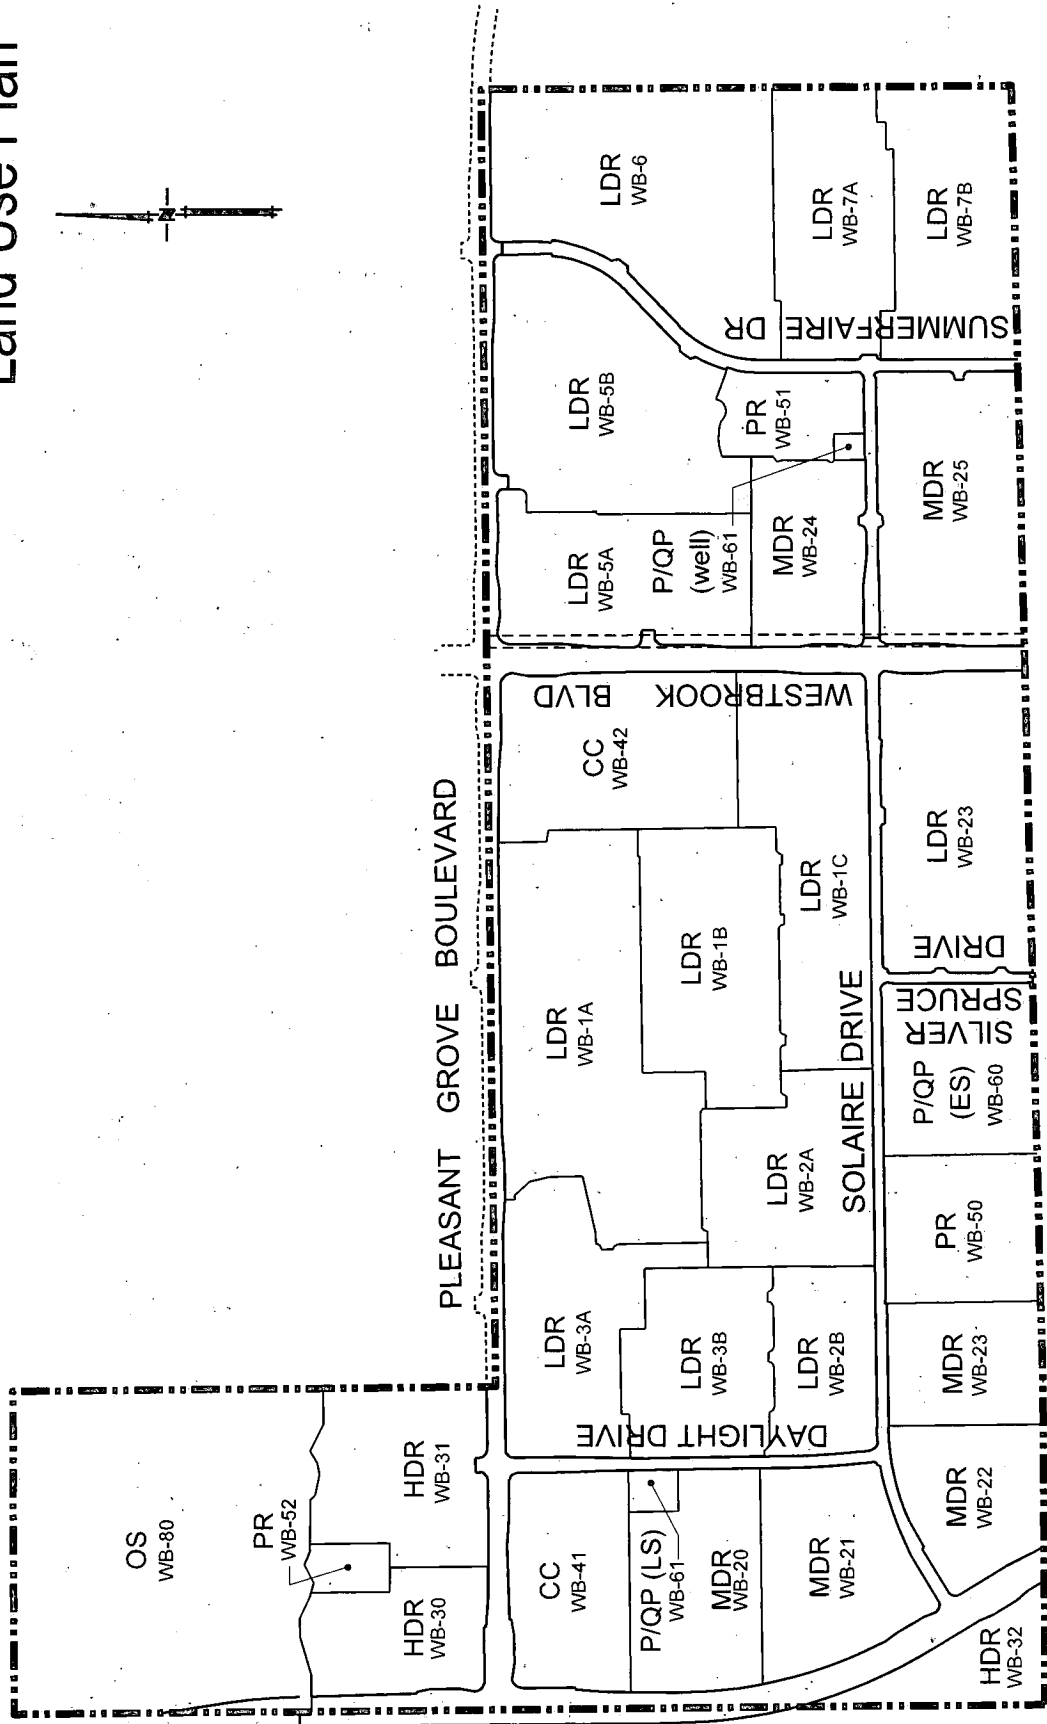 Land Use Plan
N
OS
WB-80
PR
WB-52
HDR
WB-30
HDR
WB-31
PLEASANT GROVE BOULEVARD
CC
WB-41
P/QP (LS)
WB-61
MDR
WB-20
MDR
WB-21
DAYLIGHT DRIVE
LDR
WB-3A
LDR
WB-3B
LDR
WB-2B
LDR
WB-2A
LDR
WB-1A
LDR
WB-1B
LDR
WB-1C
CC
WB-42
WESTBROOK BLVD
SOLAIRE DRIVE
LDR
WB-5A
LDR
WB-5B
P/QP
(well)
WB-61
MDR
WB-24
PR
WB-51
LDR
WB-6
LDR
WB-7A
LDR
WB-7B
SUMMERFAIRE DR
HDR
WB-32
MDR
WB-22
MDR
WB-23
PR
WB-50
P/QP
(ES)
WB-60
SILVER
SPRUCE
DRIVE
LDR
WB-23
MDR
WB-25